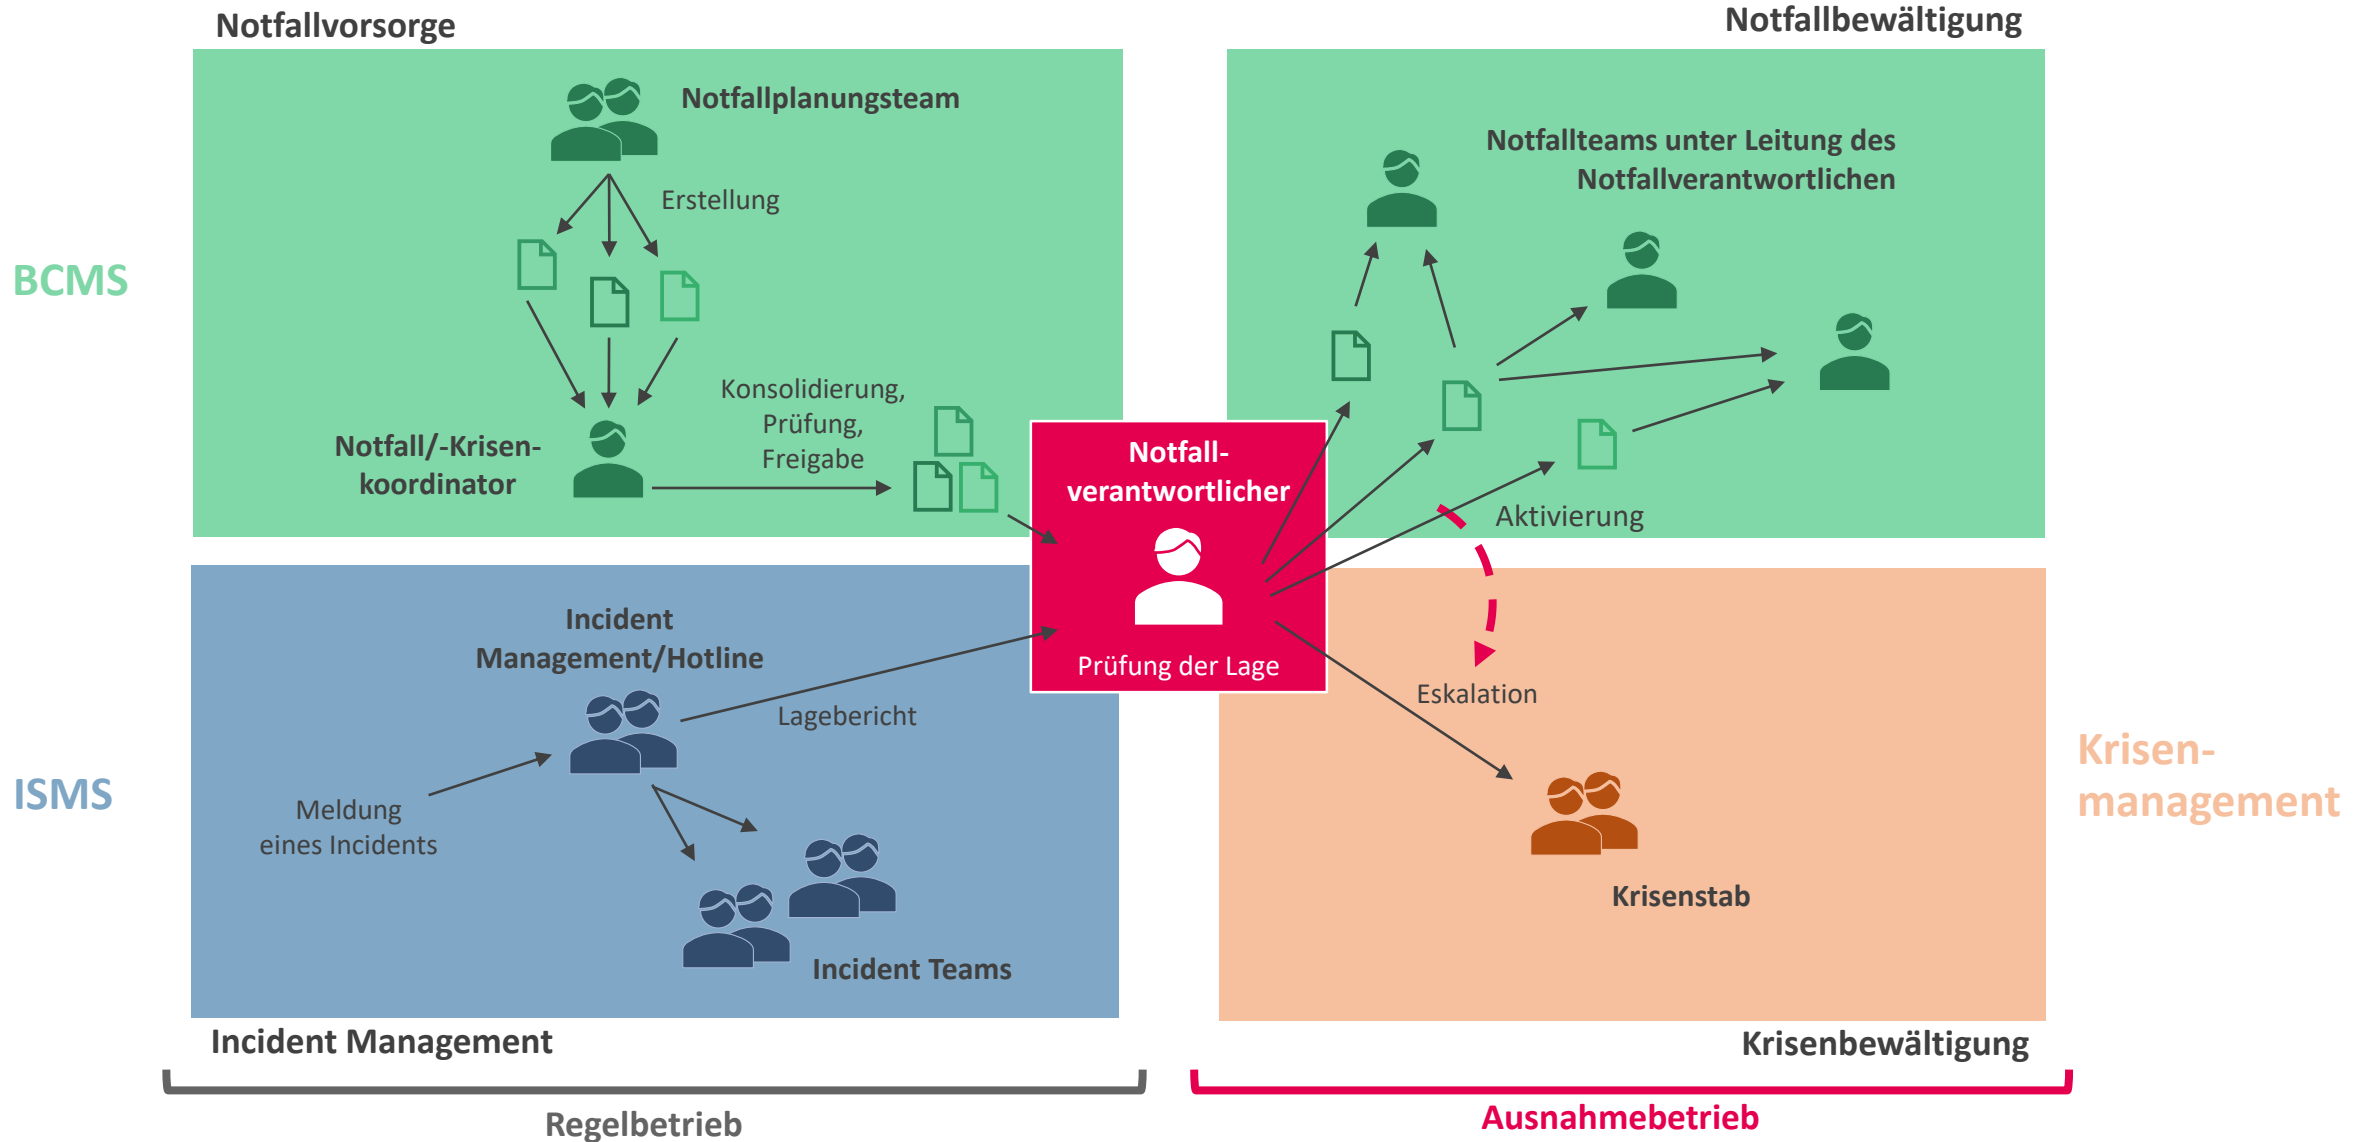 Notfallvorsorge
Notfallbewältigung
Notfallplanungsteam
Erstellung
Notfall/-Krisen-
koordinator
Konsolidierung,
Prüfung,
Freigabe
Notfallteams unter Leitung des
Notfallverantwortlichen
Aktivierung
BCMS
Notfall-
verantwortlicher
Prüfung der Lage
ISMS
Incident
Management/Hotline
Lagebericht
Meldung
eines Incidents
Incident Teams
Eskalation
Krisenstab
Krisen-
management
Incident Management
Krisenbewältigung
Regelbetrieb
Ausnahmebetrieb